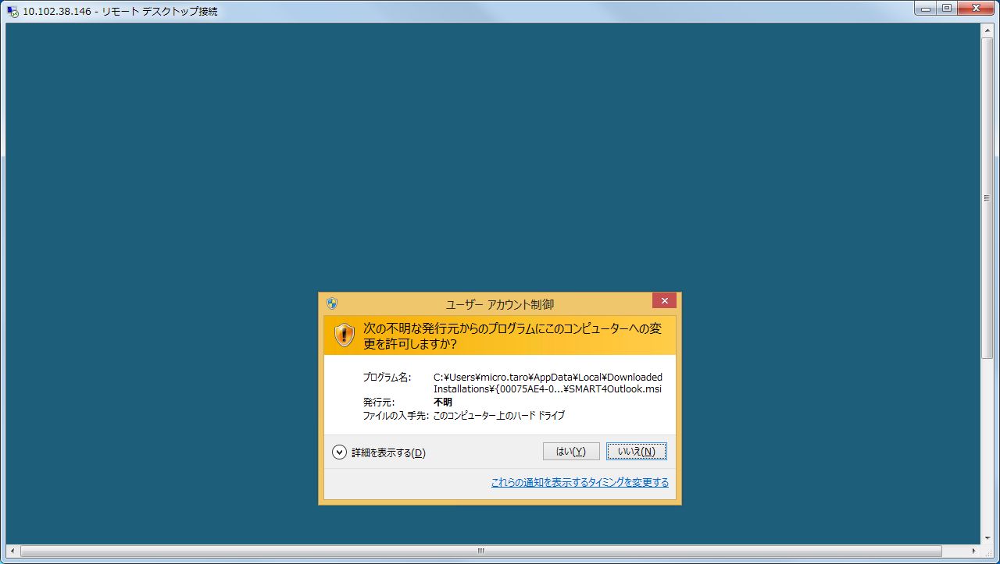 10.102.38.146 - リモート デスクトップ接続
ユーザー アカウント制御
次の不明な発行元からのプログラムにこのコンピューターへの変
更を許可しますか?
プログラム名: C:¥Users¥micro.taro¥AppData¥Local¥Downloaded
Installations¥{00075AE4-0...¥SMART4Outlook.msi
発行元: 不明
ファイルの入手先: このコンピューター上のハード ドライブ
詳細を表示する(D) はい(Y) いいえ(N)
これらの通知を表示するタイミングを変更する